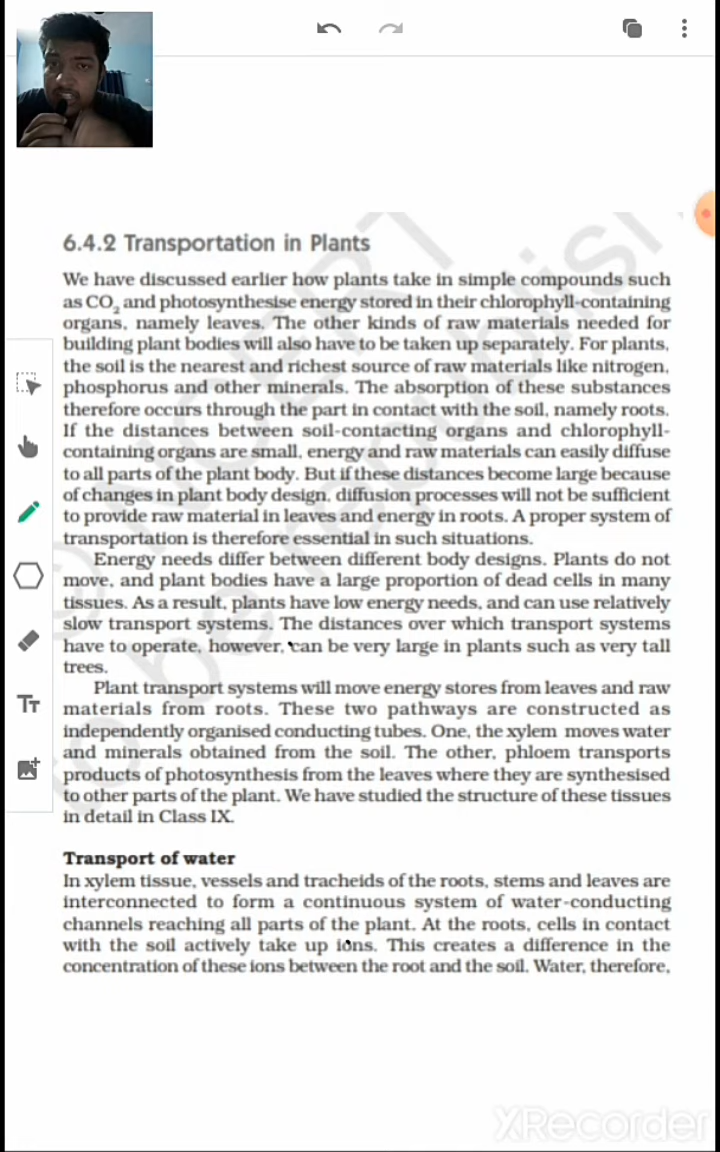 6.4.2 Transportation in Plants
We have discussed earlier how plants take in simple compounds such
as CO₂ and photosynthesise energy stored in their chlorophyll-containing
organs, namely leaves. The other kinds of raw materials needed for
building plant bodies will also have to be taken up separately. For plants,
the soil is the nearest and richest source of raw materials like nitrogen,
phosphorus and other minerals. The absorption of these substances
therefore occurs through the part in contact with the soil, namely roots.
If the distances between soil-contacting organs and chlorophyll-
containing organs are small, energy and raw materials can easily diffuse
to all parts of the plant body. But if these distances become large because
of changes in plant body design, diffusion processes will not be sufficient
to provide raw material in leaves and energy in roots. A proper system of
transportation is therefore essential in such situations.
Energy needs differ between different body designs. Plants do not
move, and plant bodies have a large proportion of dead cells in many
tissues. As a result, plants have low energy needs, and can use relatively
slow transport systems. The distances over which transport systems
have to operate, however, can be very large in plants such as very tall
trees.
Plant transport systems will move energy stores from leaves and raw
materials from roots. These two pathways are constructed as
independently organised conducting tubes. One, the xylem moves water
and minerals obtained from the soil. The other, phloem transports
products of photosynthesis from the leaves where they are synthesised
to other parts of the plant. We have studied the structure of these tissues
in detail in Class IX.
Transport of water
In xylem tissue, vessels and tracheids of the roots, stems and leaves are
interconnected to form a continuous system of water-conducting
channels reaching all parts of the plant. At the roots, cells in contact
with the soil actively take up ions. This creates a difference in the
concentration of these ions between the root and the soil. Water, therefore,
© NCERT
to be republis
TT
XRecorder